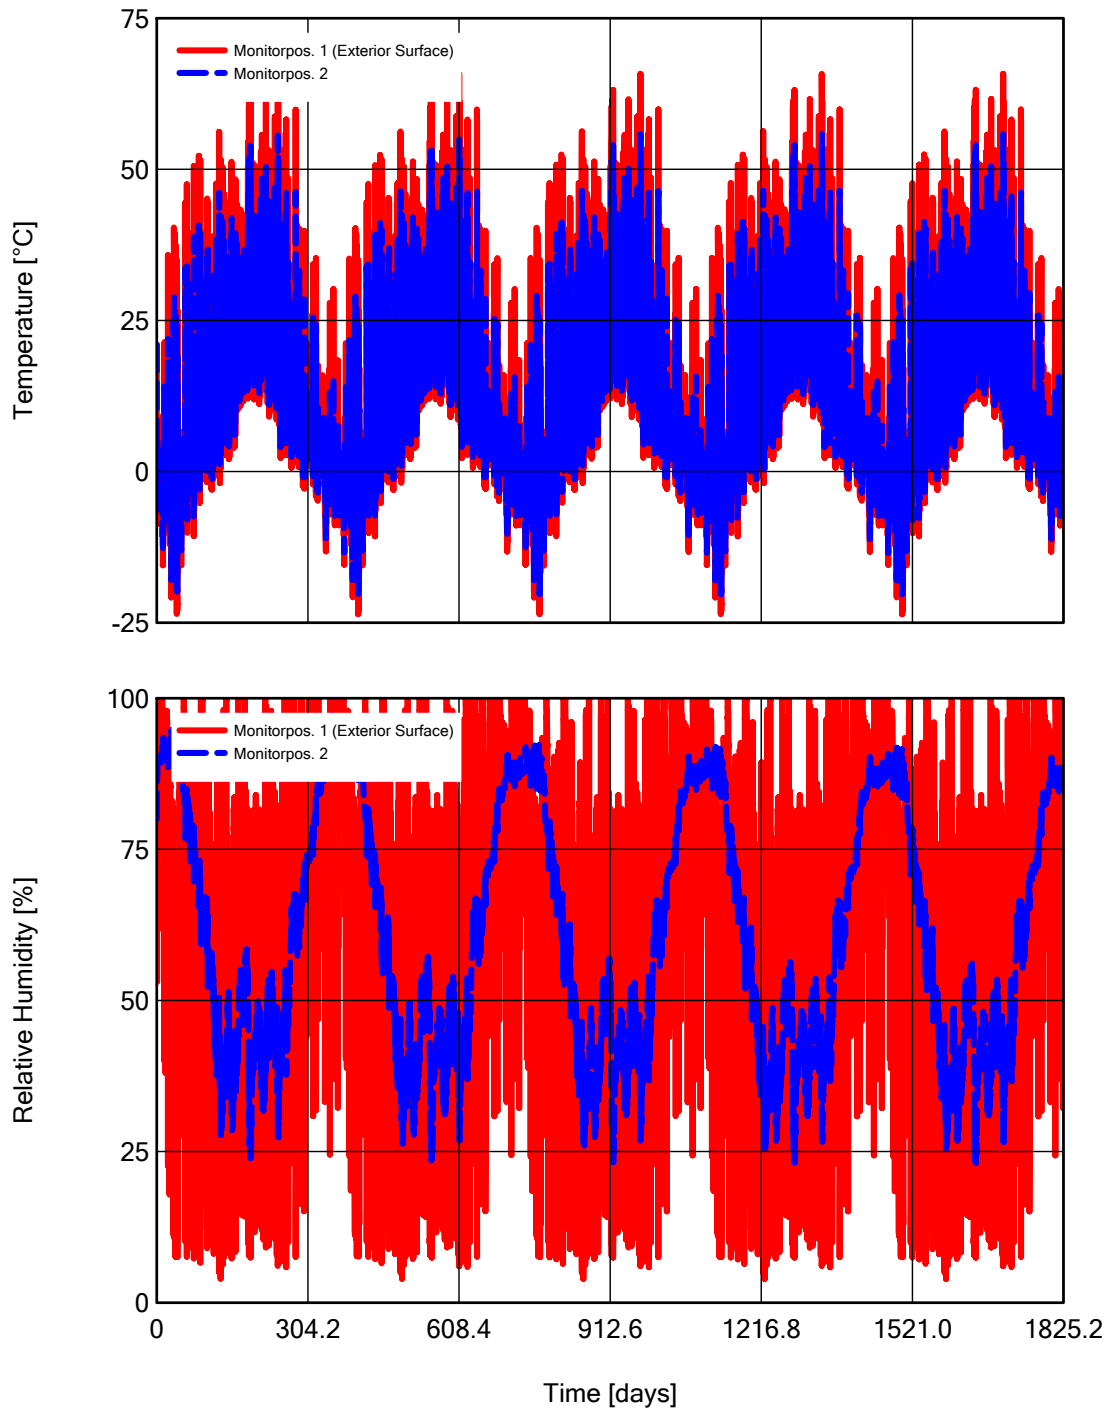 75
Monitorpos. 1 (Exterior Surface)
Monitorpos. 2
50
Temperature [°C]
25
0
-25
100
Monitorpos. 1 (Exterior Surface)
Monitorpos. 2
75
Relative Humidity [%]
50
25
0
0 304.2 608.4 912.6 1216.8 1521.0 1825.2
Time [days]